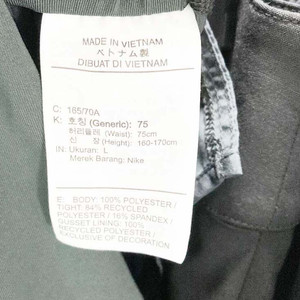 MADE IN VIETNAM
ベトナム製
DIBUAT DI VIETNAM
C: 165/70A
K: 호칭 (Generic): 75
허리둘레 (Waist): 75cm
신 장 (Height): 160-170cm
IN: Ukuran: L
Merek Barang: Nike
E: BODY: 100% POLYESTER /
TIGHT: 84% RECYCLED
POLYESTER / 16% SPANDEX /
GUSSET LINING: 100%
RECYCLED POLYESTER /
EXCLUSIVE OF DECORATION